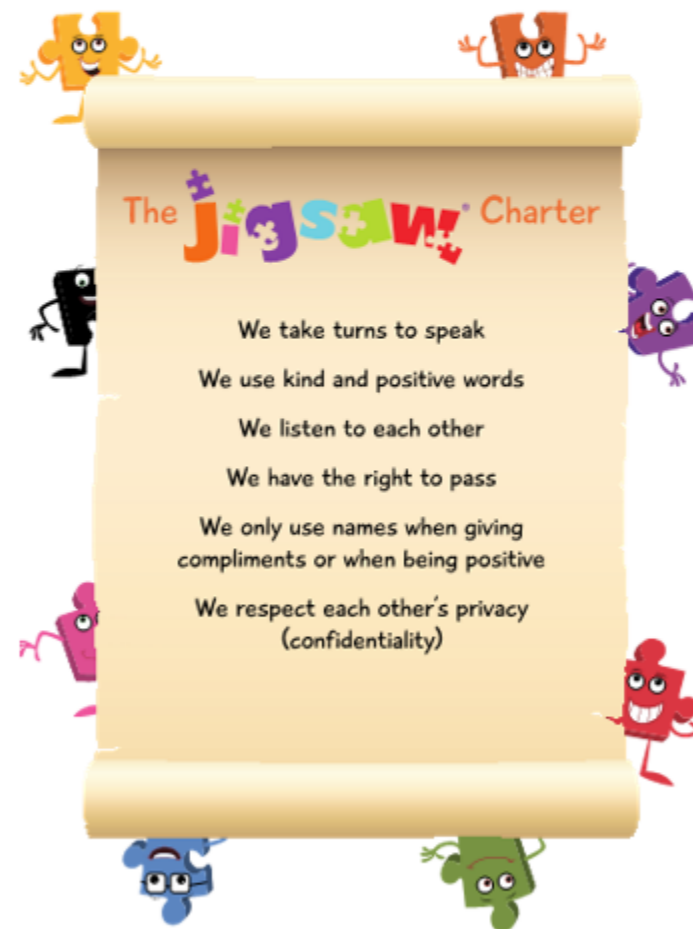 The jigsaw® Charter
We take turns to speak
We use kind and positive words
We listen to each other
We have the right to pass
We only use names when giving
compliments or when being positive
We respect each other's privacy
(confidentiality)